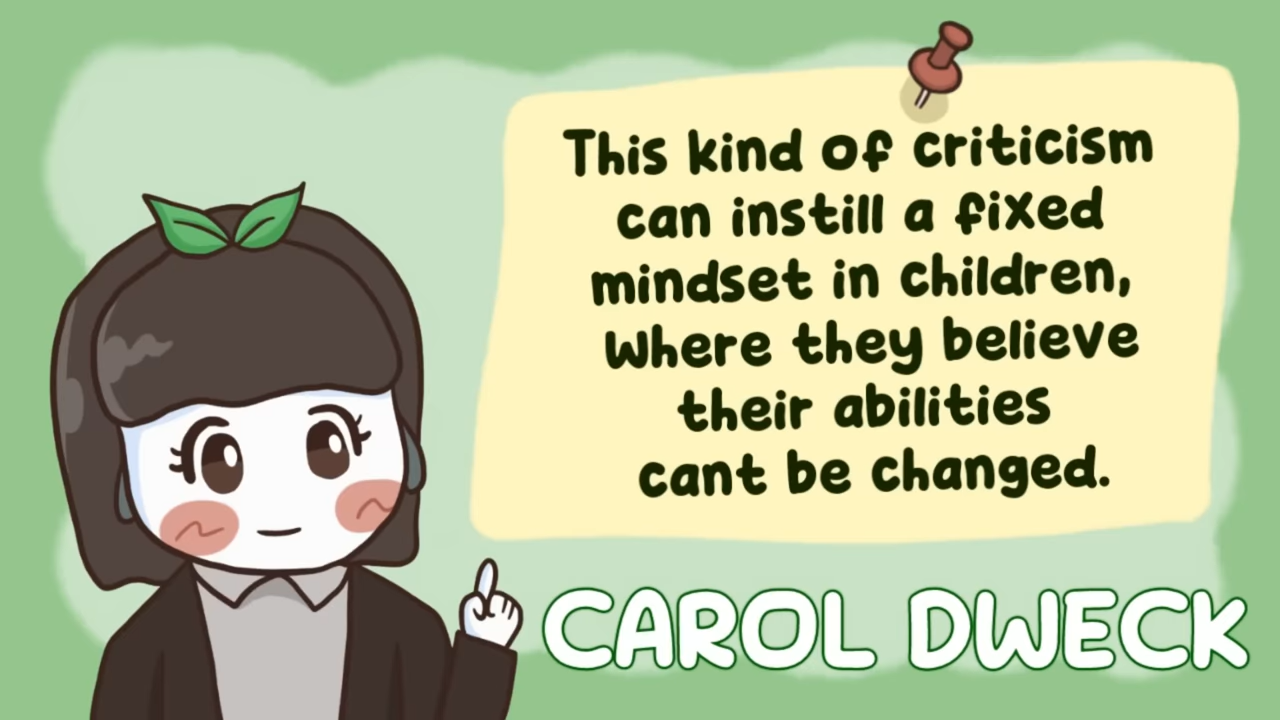 This kind of criticism
can instill a fixed
mindset in children,
Where they believe
their abilities
cant be changed.
CAROL DWECK